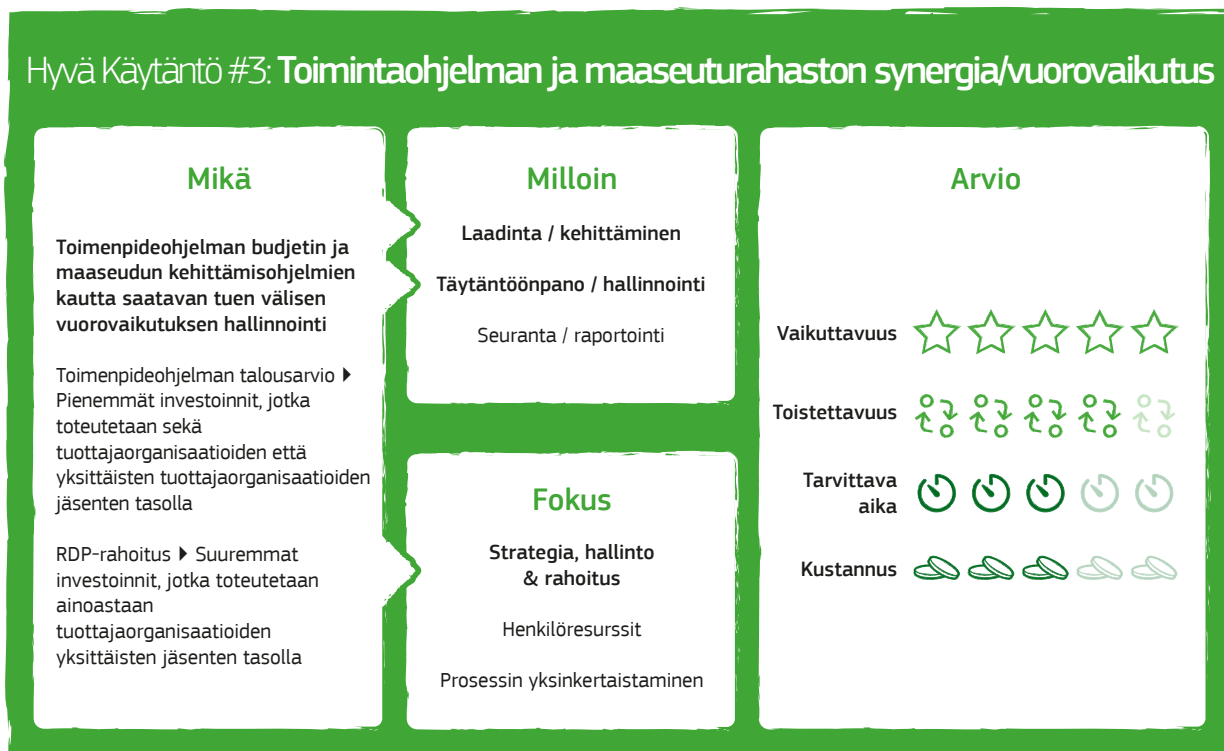 Hyvä Käytäntö #3: Toimintaohjelman ja maaseuturahaston synergia/vuorovaikutus
Mikä
Toimenpideohjelman budjetin ja
maaseudun kehittämisohjelmien
kautta saatavan tuen välisen
vuorovaikutuksen hallinnointi
Toimenpideohjelman talousarvio ▶
Pienemmät investoinnit, jotka
toteutetaan sekä
tuottajaorganisaatioiden että
yksittäisten tuottajaorganisaatioiden
jäsenten tasolla
RDP-rahoitus ▶ Suuremmat
investoinnit, jotka toteutetaan
ainoastaan
tuottajaorganisaatioiden
yksittäisten jäsenten tasolla
Milloin
Laadinta / kehittäminen
Täytäntöönpano / hallinnointi
Seuranta / raportointi
Fokus
Strategia, hallinto
& rahoitus
Henkilöresurssit
Prosessin yksinkertaistaminen
Arvio
Vaikuttavuus
Toistettavuus
Tarvittava
aika
Kustannus